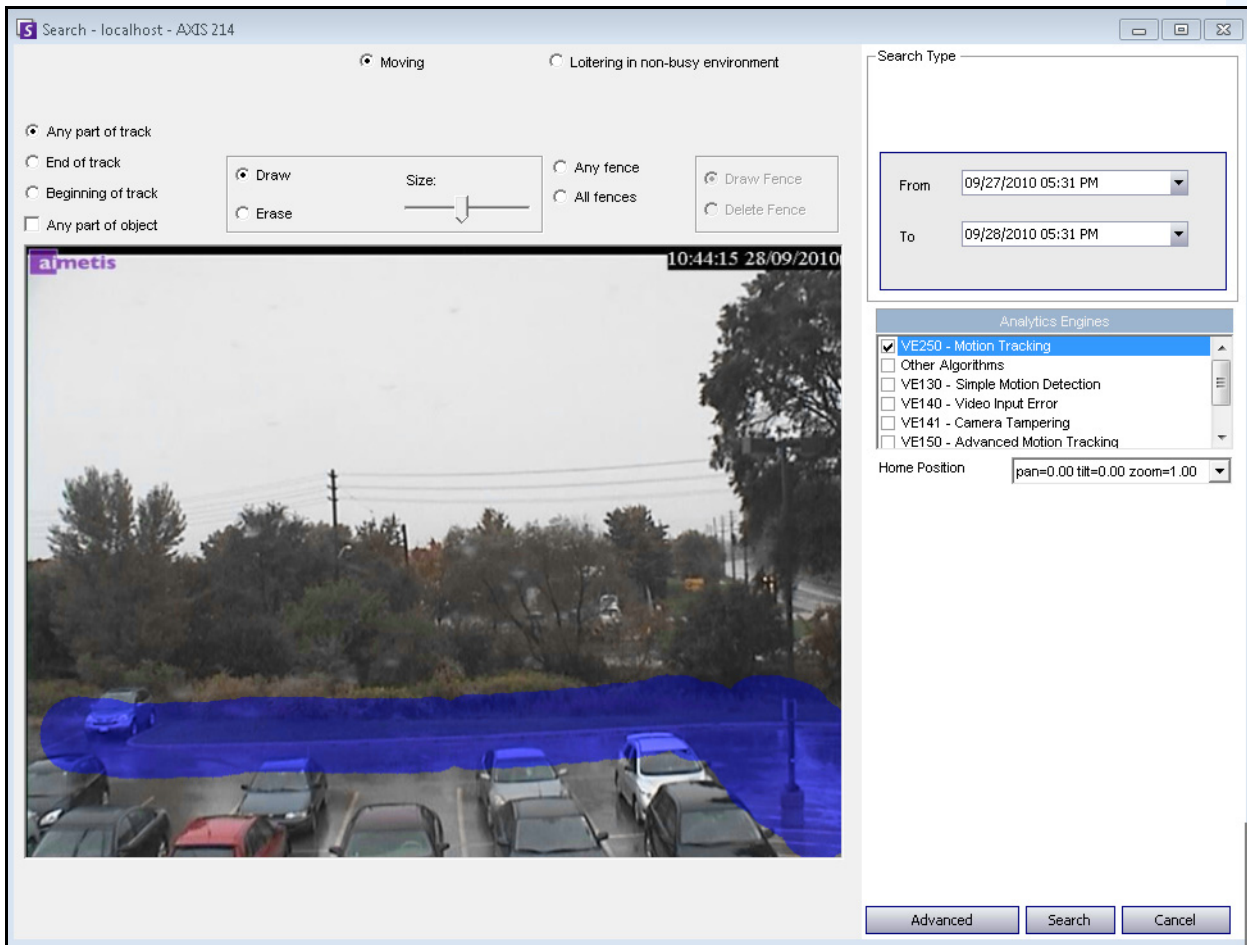 Search - localhost - AXIS 214
Moving
Loitering in non-busy environment
Any part of track
End of track
Beginning of track
Any part of object
Draw
Erase
Size:
Any fence
All fences
Draw Fence
Delete Fence
aimetis
10:44:15 28/09/2010
Search Type
From 09/27/2010 05:31 PM
To 09/28/2010 05:31 PM
Analytics Engines
VE250 - Motion Tracking
Other Algorithms
VE130 - Simple Motion Detection
VE140 - Video Input Error
VE141 - Camera Tampering
VE150 - Advanced Motion Tracking
Home Position pan=0.00 tilt=0.00 zoom=1.00
Advanced
Search
Cancel